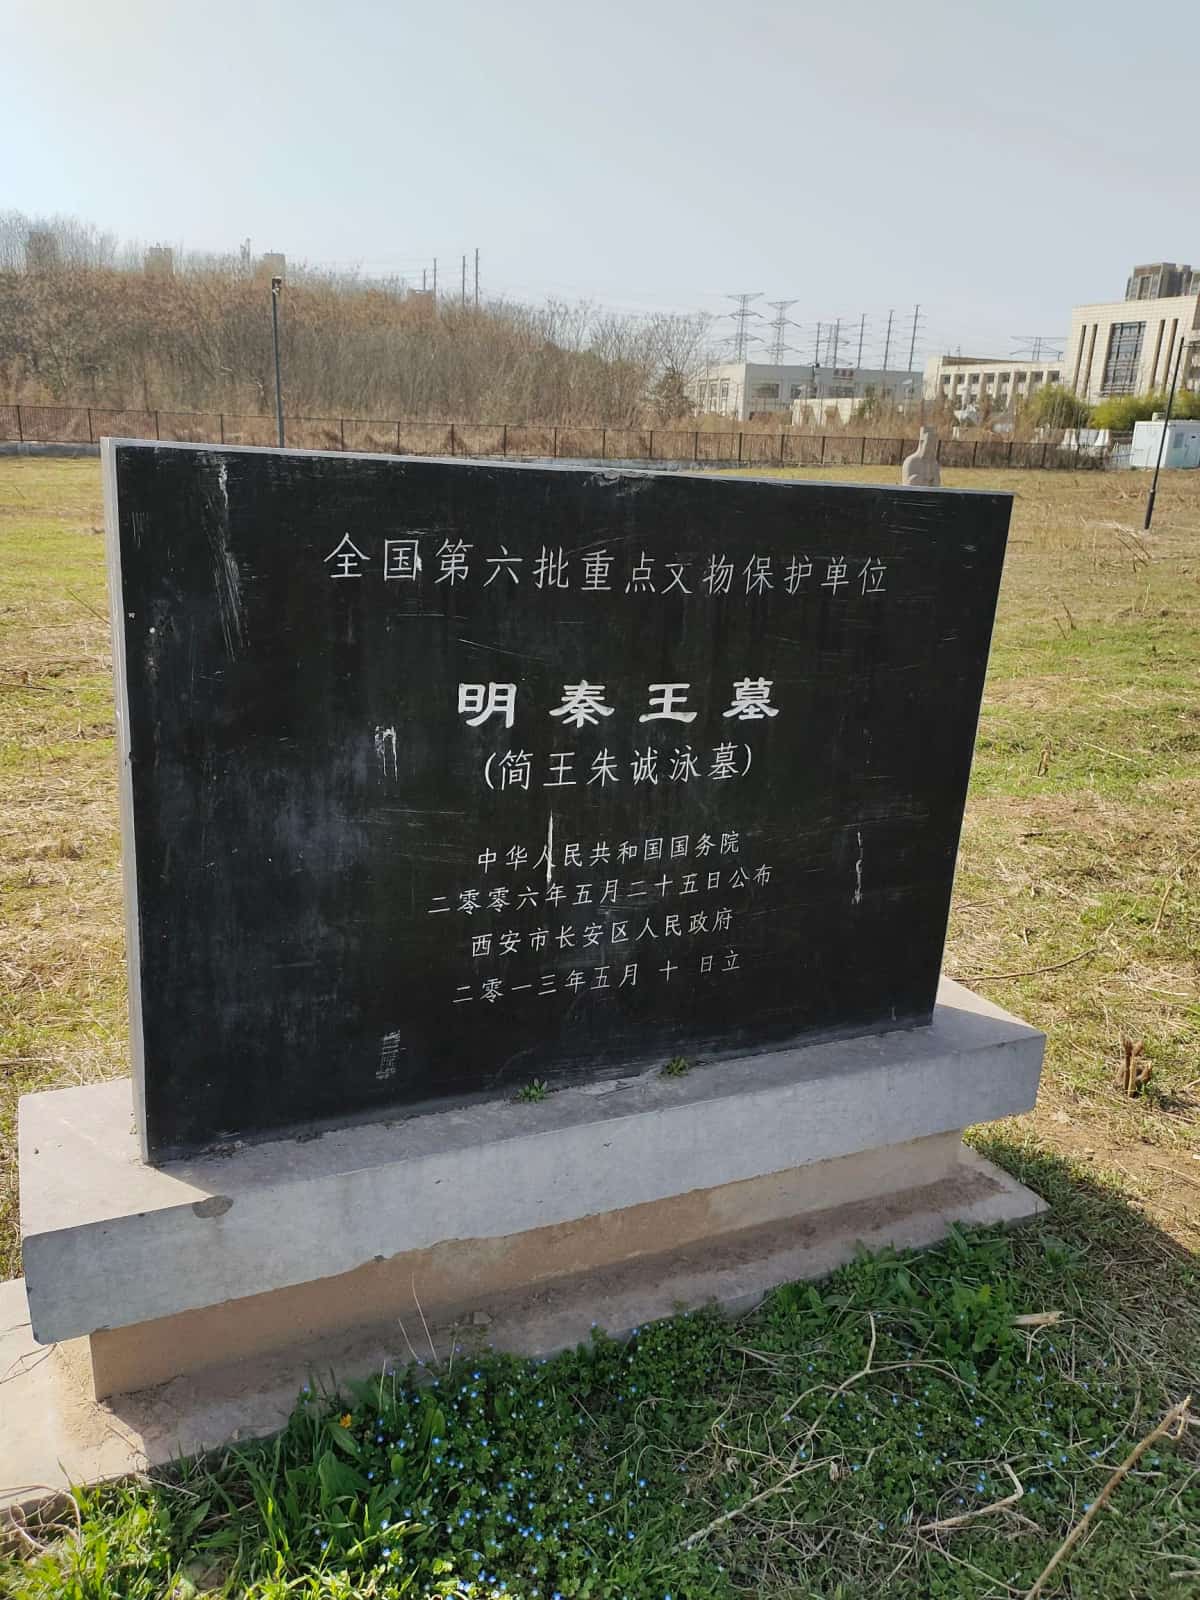 全国第六批重点文物保护单位
明秦王墓
(简王朱诚泳墓)
中华人民共和国国务院
二零零六年五月二十五日公布
西安市长安区人民政府
二零一三年五月十日立